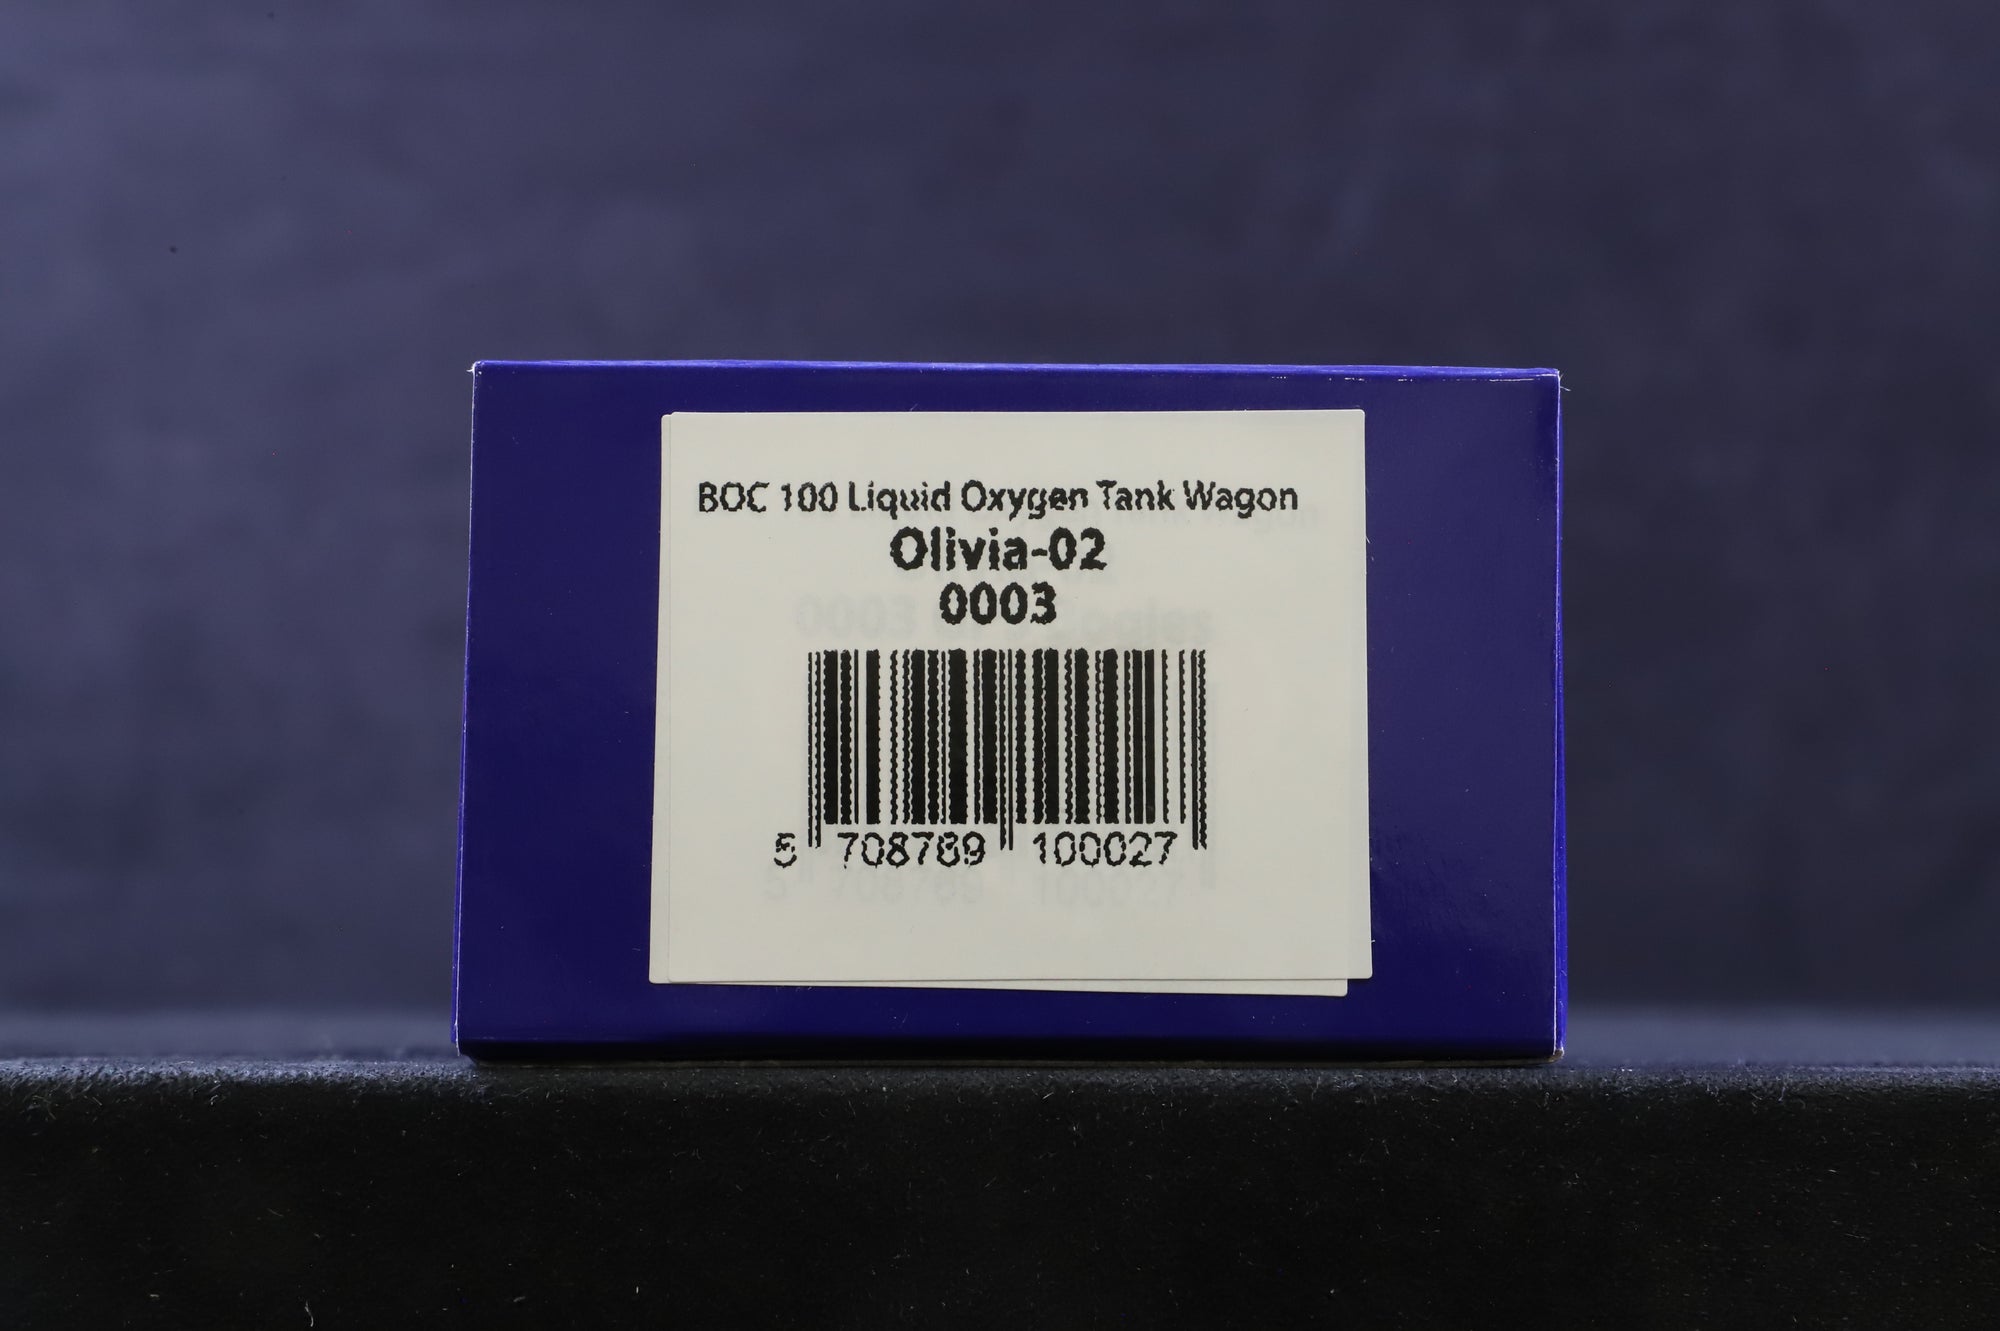 BOC 100 Liquid Oxygen Tank Wagon
Olivia-02
0003
5 708789 100027